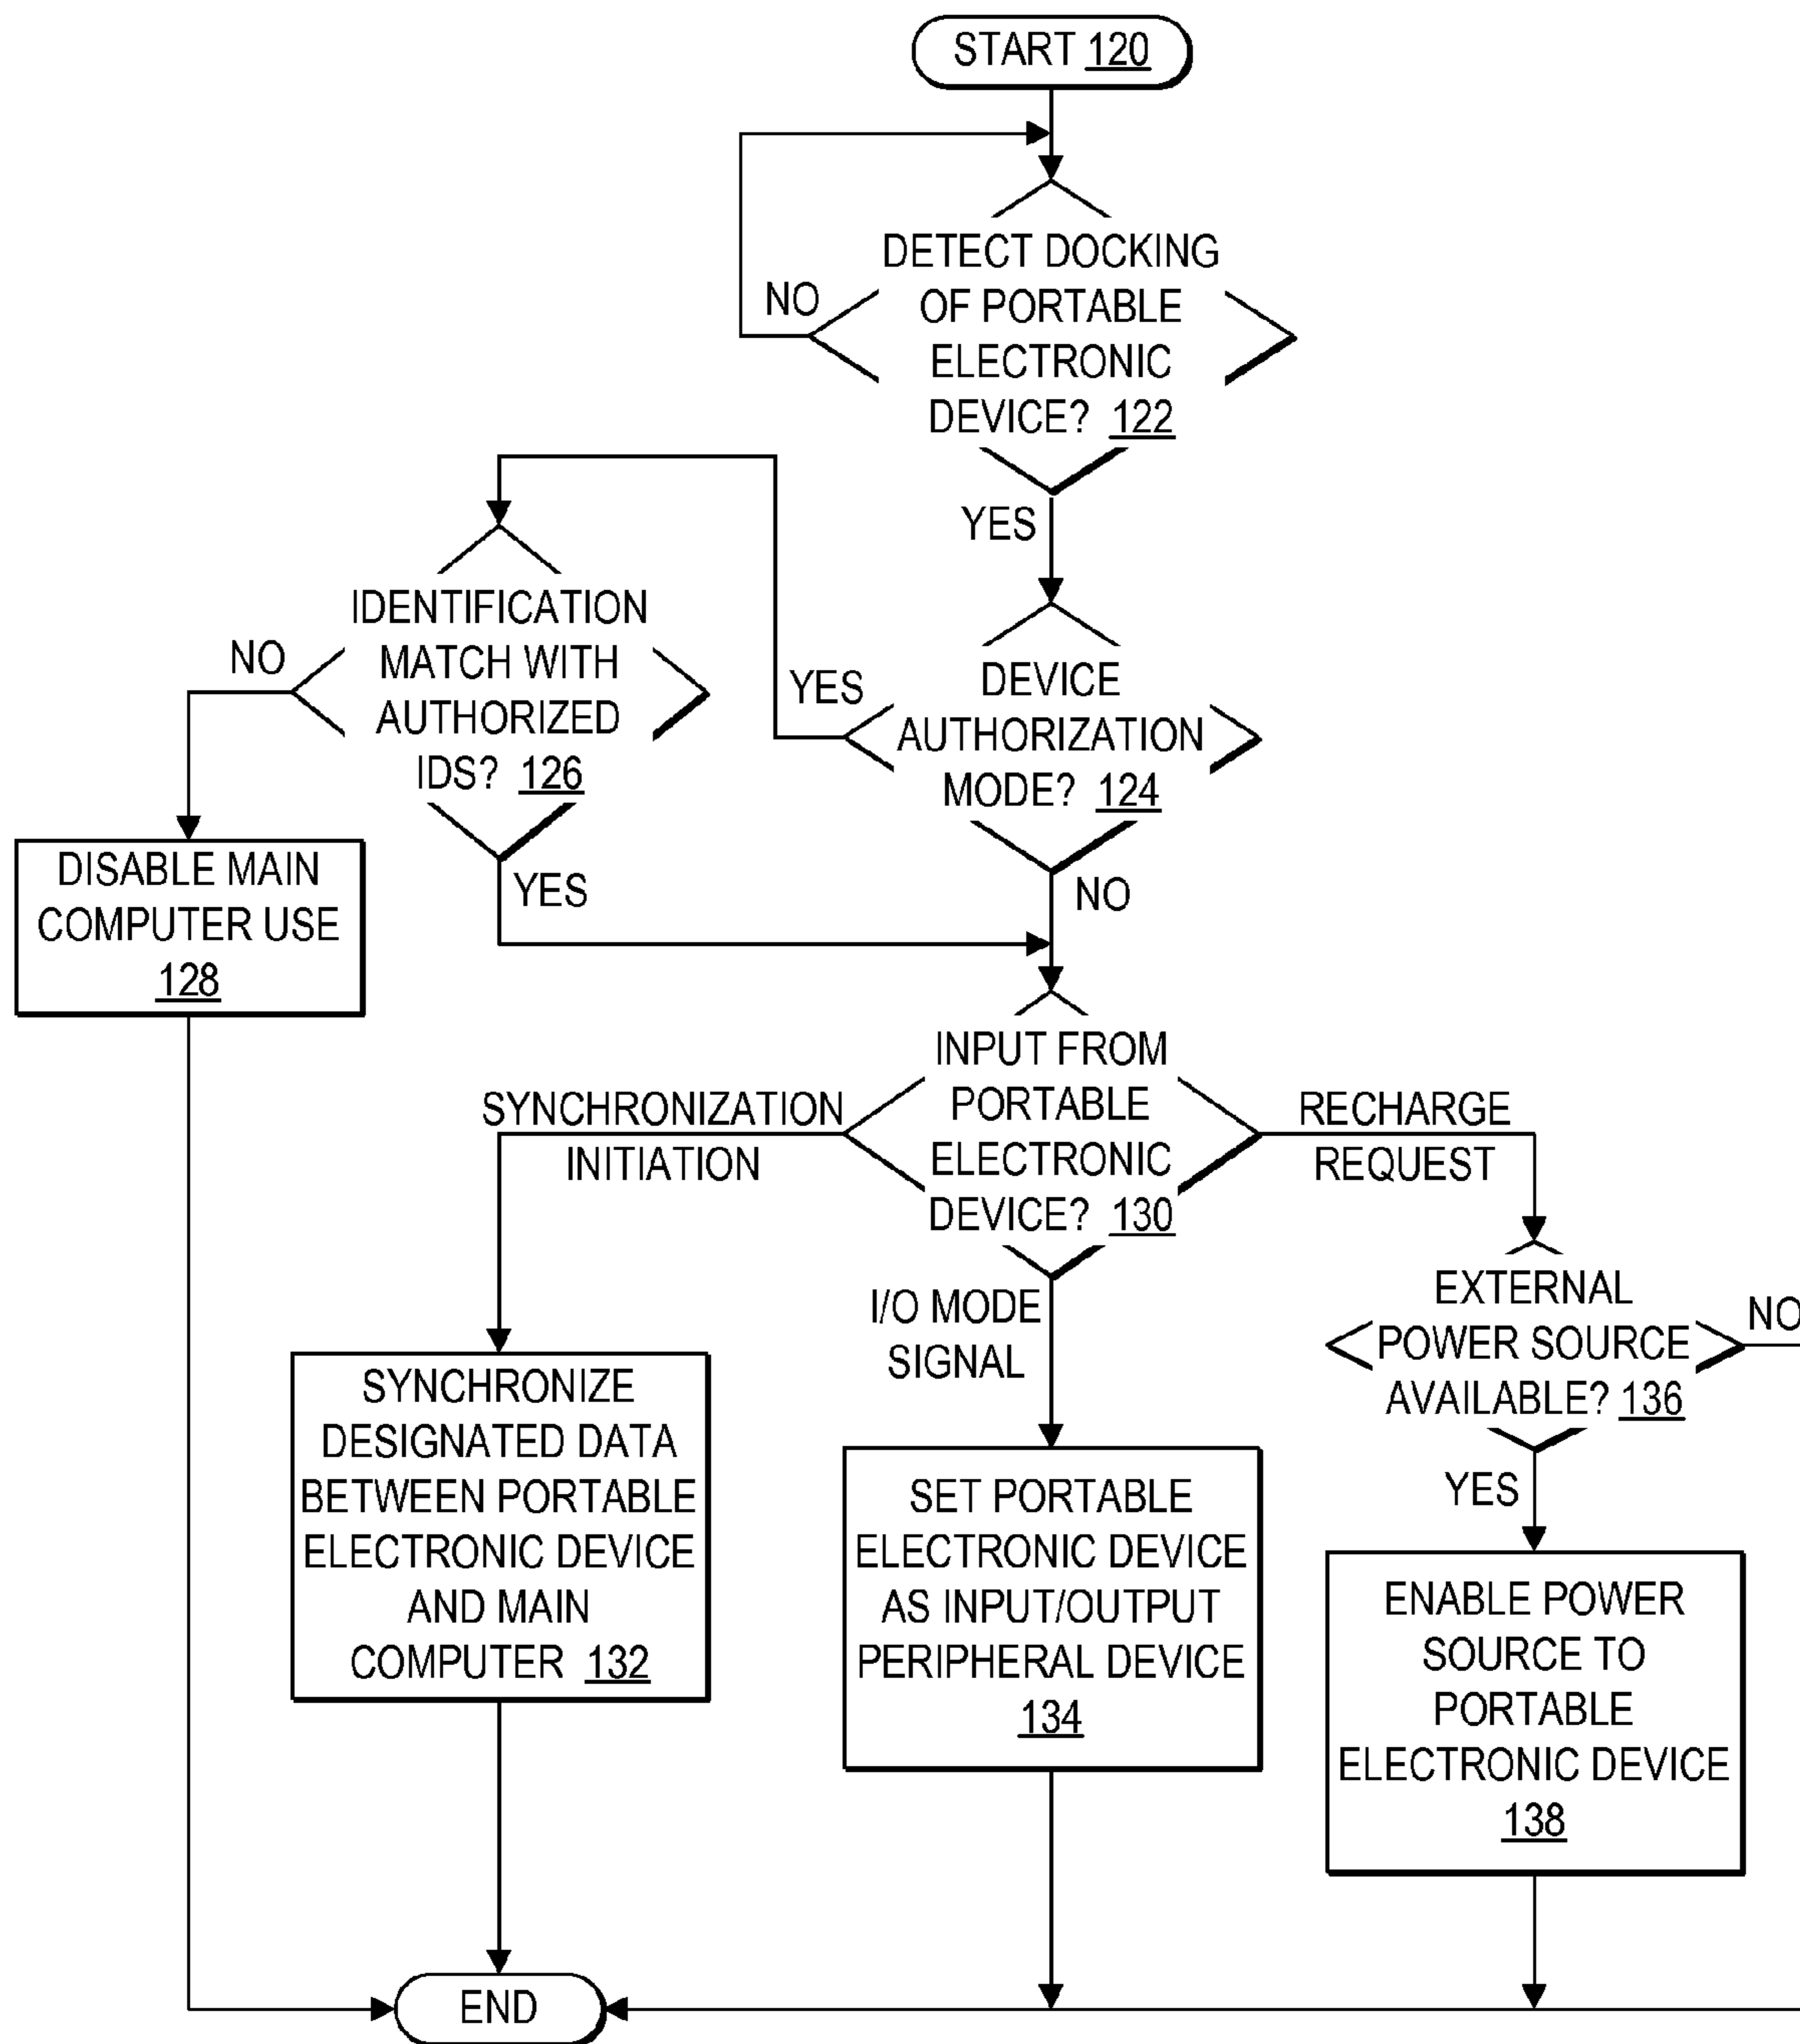 START 120
DETECT DOCKING
OF PORTABLE
ELECTRONIC
DEVICE? 122
NO
YES
IDENTIFICATION
MATCH WITH
AUTHORIZED
IDS? 126
NO
YES
DEVICE
AUTHORIZATION
MODE? 124
YES
NO
DISABLE MAIN
COMPUTER USE
128
INPUT FROM
PORTABLE
ELECTRONIC
DEVICE? 130
SYNCHRONIZATION
INITIATION
I/O MODE
SIGNAL
RECHARGE
REQUEST
EXTERNAL
POWER SOURCE
AVAILABLE? 136
NO
YES
SYNCHRONIZE
DESIGNATED DATA
BETWEEN PORTABLE
ELECTRONIC DEVICE
AND MAIN
COMPUTER 132
SET PORTABLE
ELECTRONIC DEVICE
AS INPUT/OUTPUT
PERIPHERAL DEVICE
134
ENABLE POWER
SOURCE TO
PORTABLE
ELECTRONIC DEVICE
138
END